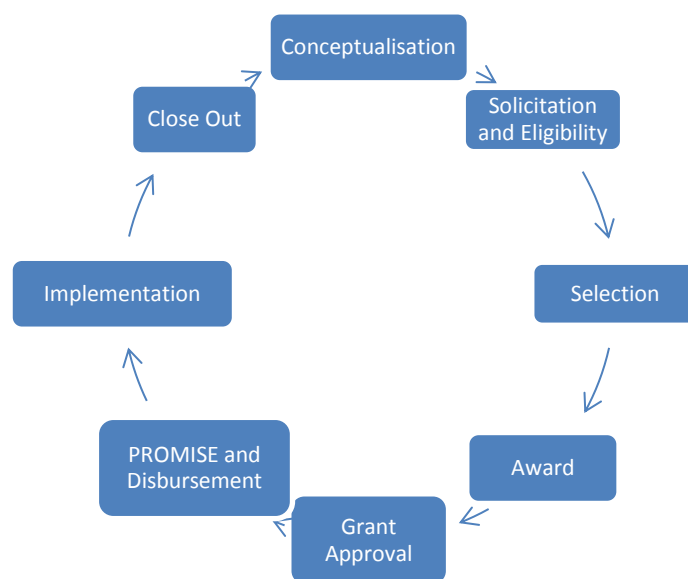 Conceptualisation
Solicitation
and Eligibility
Selection
Award
Grant
Approval
PROMISE and
Disbursement
Implementation
Close Out